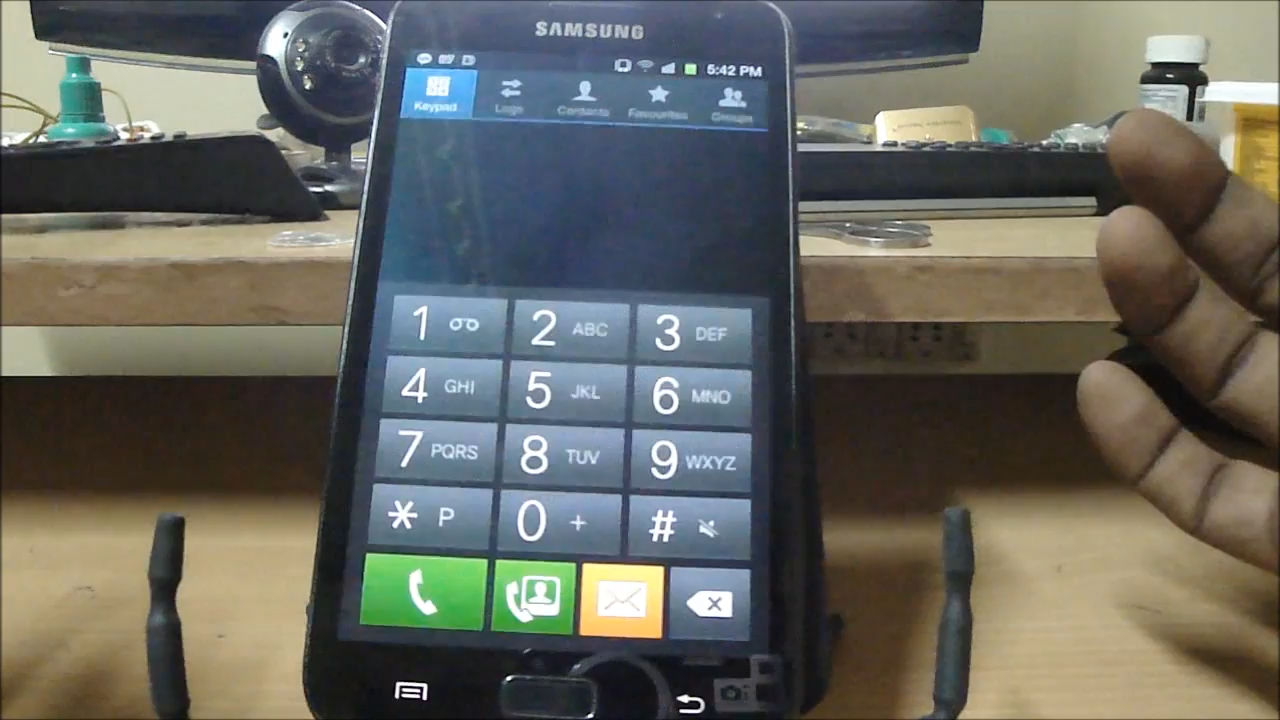 SAMSUNG
5:42 PM
Keypad Logs Contacts Favourites Groups
1 2 ABC 3 DEF
4 GHI 5 JKL 6 MNO
7 PQRS 8 TUV 9 WXYZ
* P 0 + #